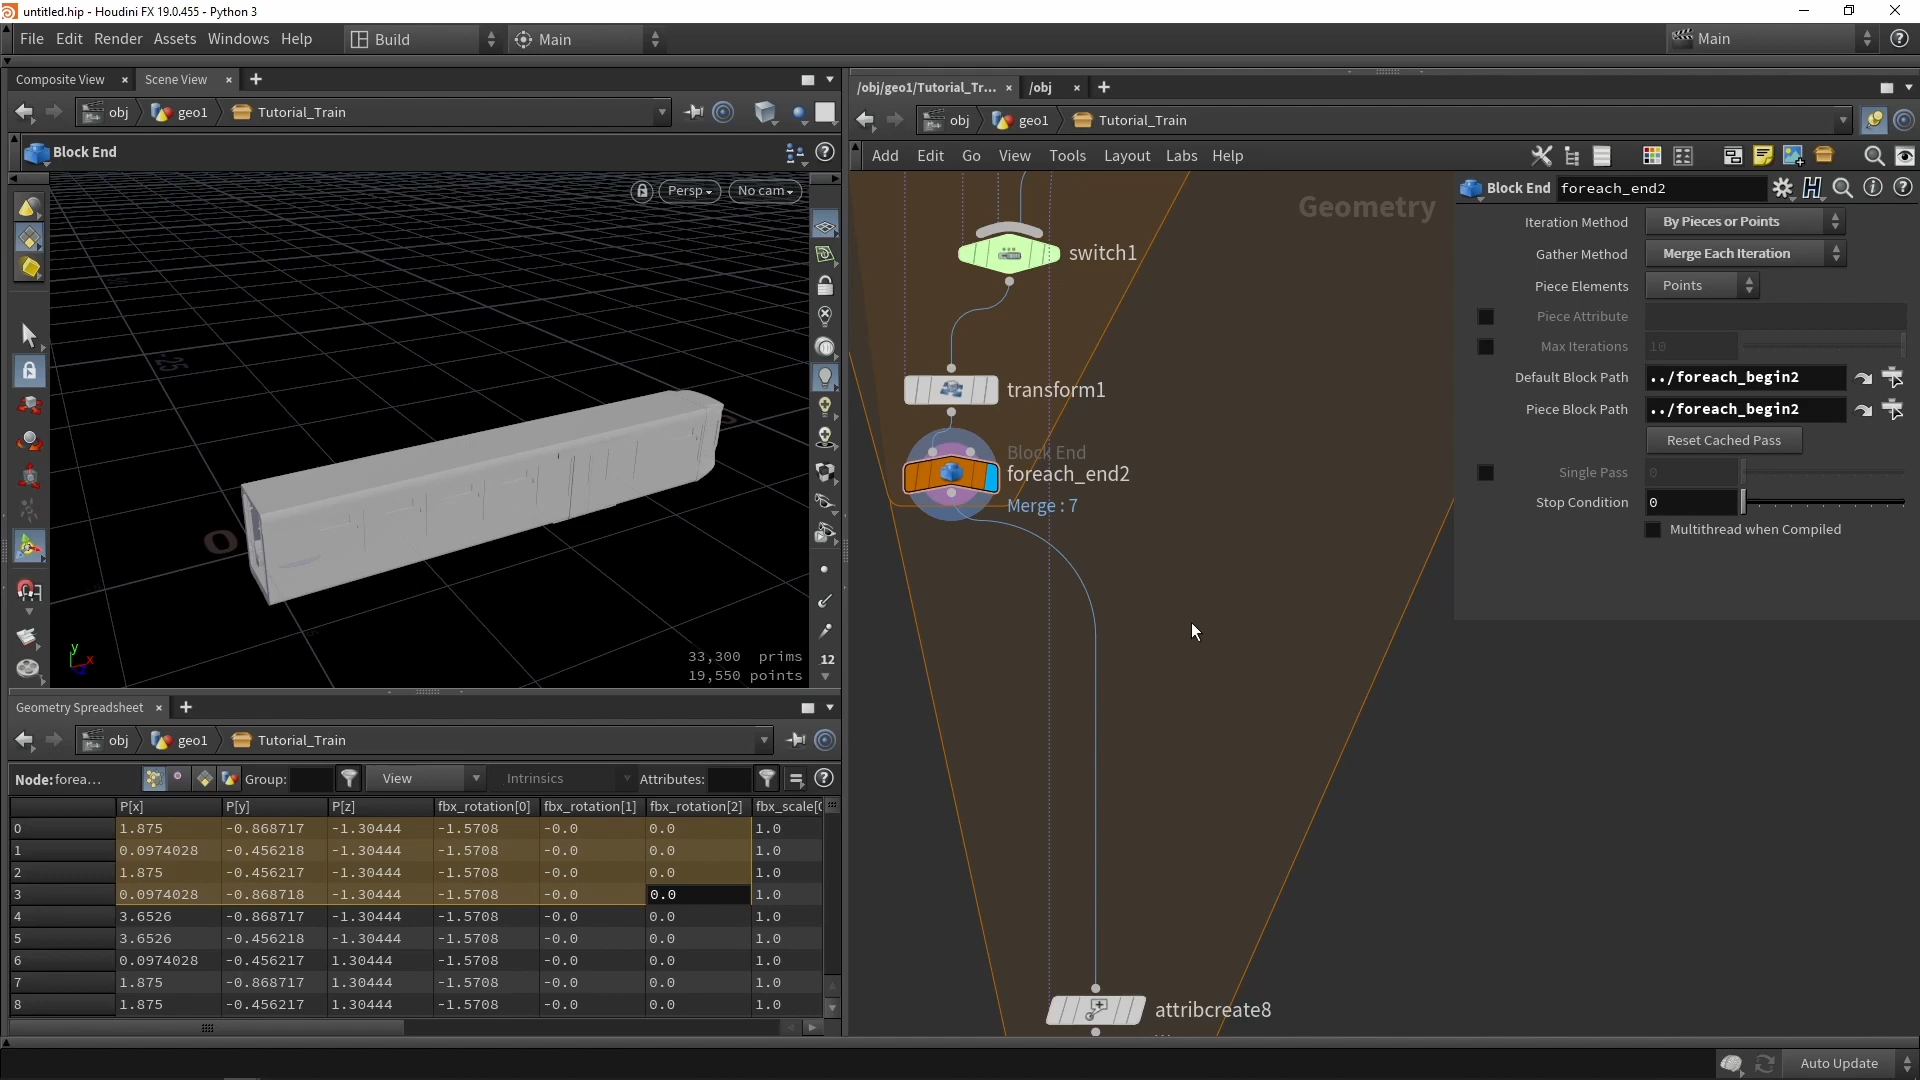 untitled.hip - Houdini FX 19.0.455 - Python 3
File Edit Render Assets Windows Help
Build
Main
Main
Composite View
Scene View
obj geo1 Tutorial_Train
Block End
Persp
No cam
0
33,300 prims
19,550 points
y
x
12
Geometry Spreadsheet
obj geo1 Tutorial_Train
Node: forea... Group: View Intrinsics Attributes:
P[x] P[y] P[z] fbx_rotation[0] fbx_rotation[1] fbx_rotation[2] fbx_scale[0
0 1.875 -0.868717 -1.30444 -1.5708 -0.0 0.0 1.0
1 0.0974028 -0.456218 -1.30444 -1.5708 -0.0 0.0 1.0
2 1.875 -0.456217 -1.30444 -1.5708 -0.0 0.0 1.0
3 0.0974028 -0.868718 -1.30444 -1.5708 -0.0 0.0 1.0
4 3.6526 -0.868717 -1.30444 -1.5708 -0.0 0.0 1.0
5 3.6526 -0.456218 -1.30444 -1.5708 -0.0 0.0 1.0
6 0.0974028 -0.456217 1.30444 -1.5708 -0.0 0.0 1.0
7 1.875 -0.868717 1.30444 -1.5708 -0.0 0.0 1.0
8 1.875 -0.456217 1.30444 -1.5708 -0.0 0.0 1.0
/obj/geo1/Tutorial_Tr...
/obj
obj geo1 Tutorial_Train
Add Edit Go View Tools Layout Labs Help
Geometry
switch1
transform1
Block End
foreach_end2
Merge : 7
attribcreate8
Block End foreach_end2
Iteration Method By Pieces or Points
Gather Method Merge Each Iteration
Piece Elements Points
Piece Attribute
Max Iterations 10
Default Block Path ../foreach_begin2
Piece Block Path ../foreach_begin2
Reset Cached Pass
Single Pass 0
Stop Condition 0
Multithread when Compiled
Auto Update